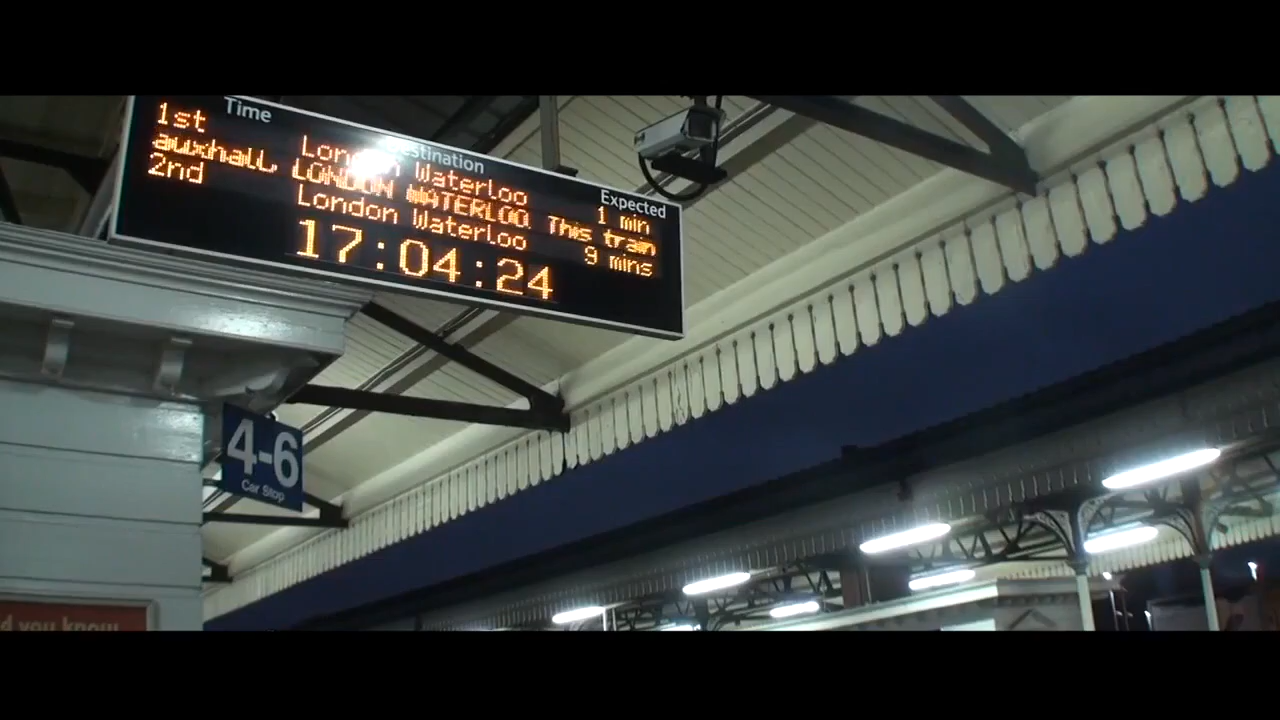 Time Destination Expected
1st London Waterloo 1 min
auxhall LONDON WATERLOO This train
2nd London Waterloo 9 mins
17:04:24
4-6
Car Stop
d you know